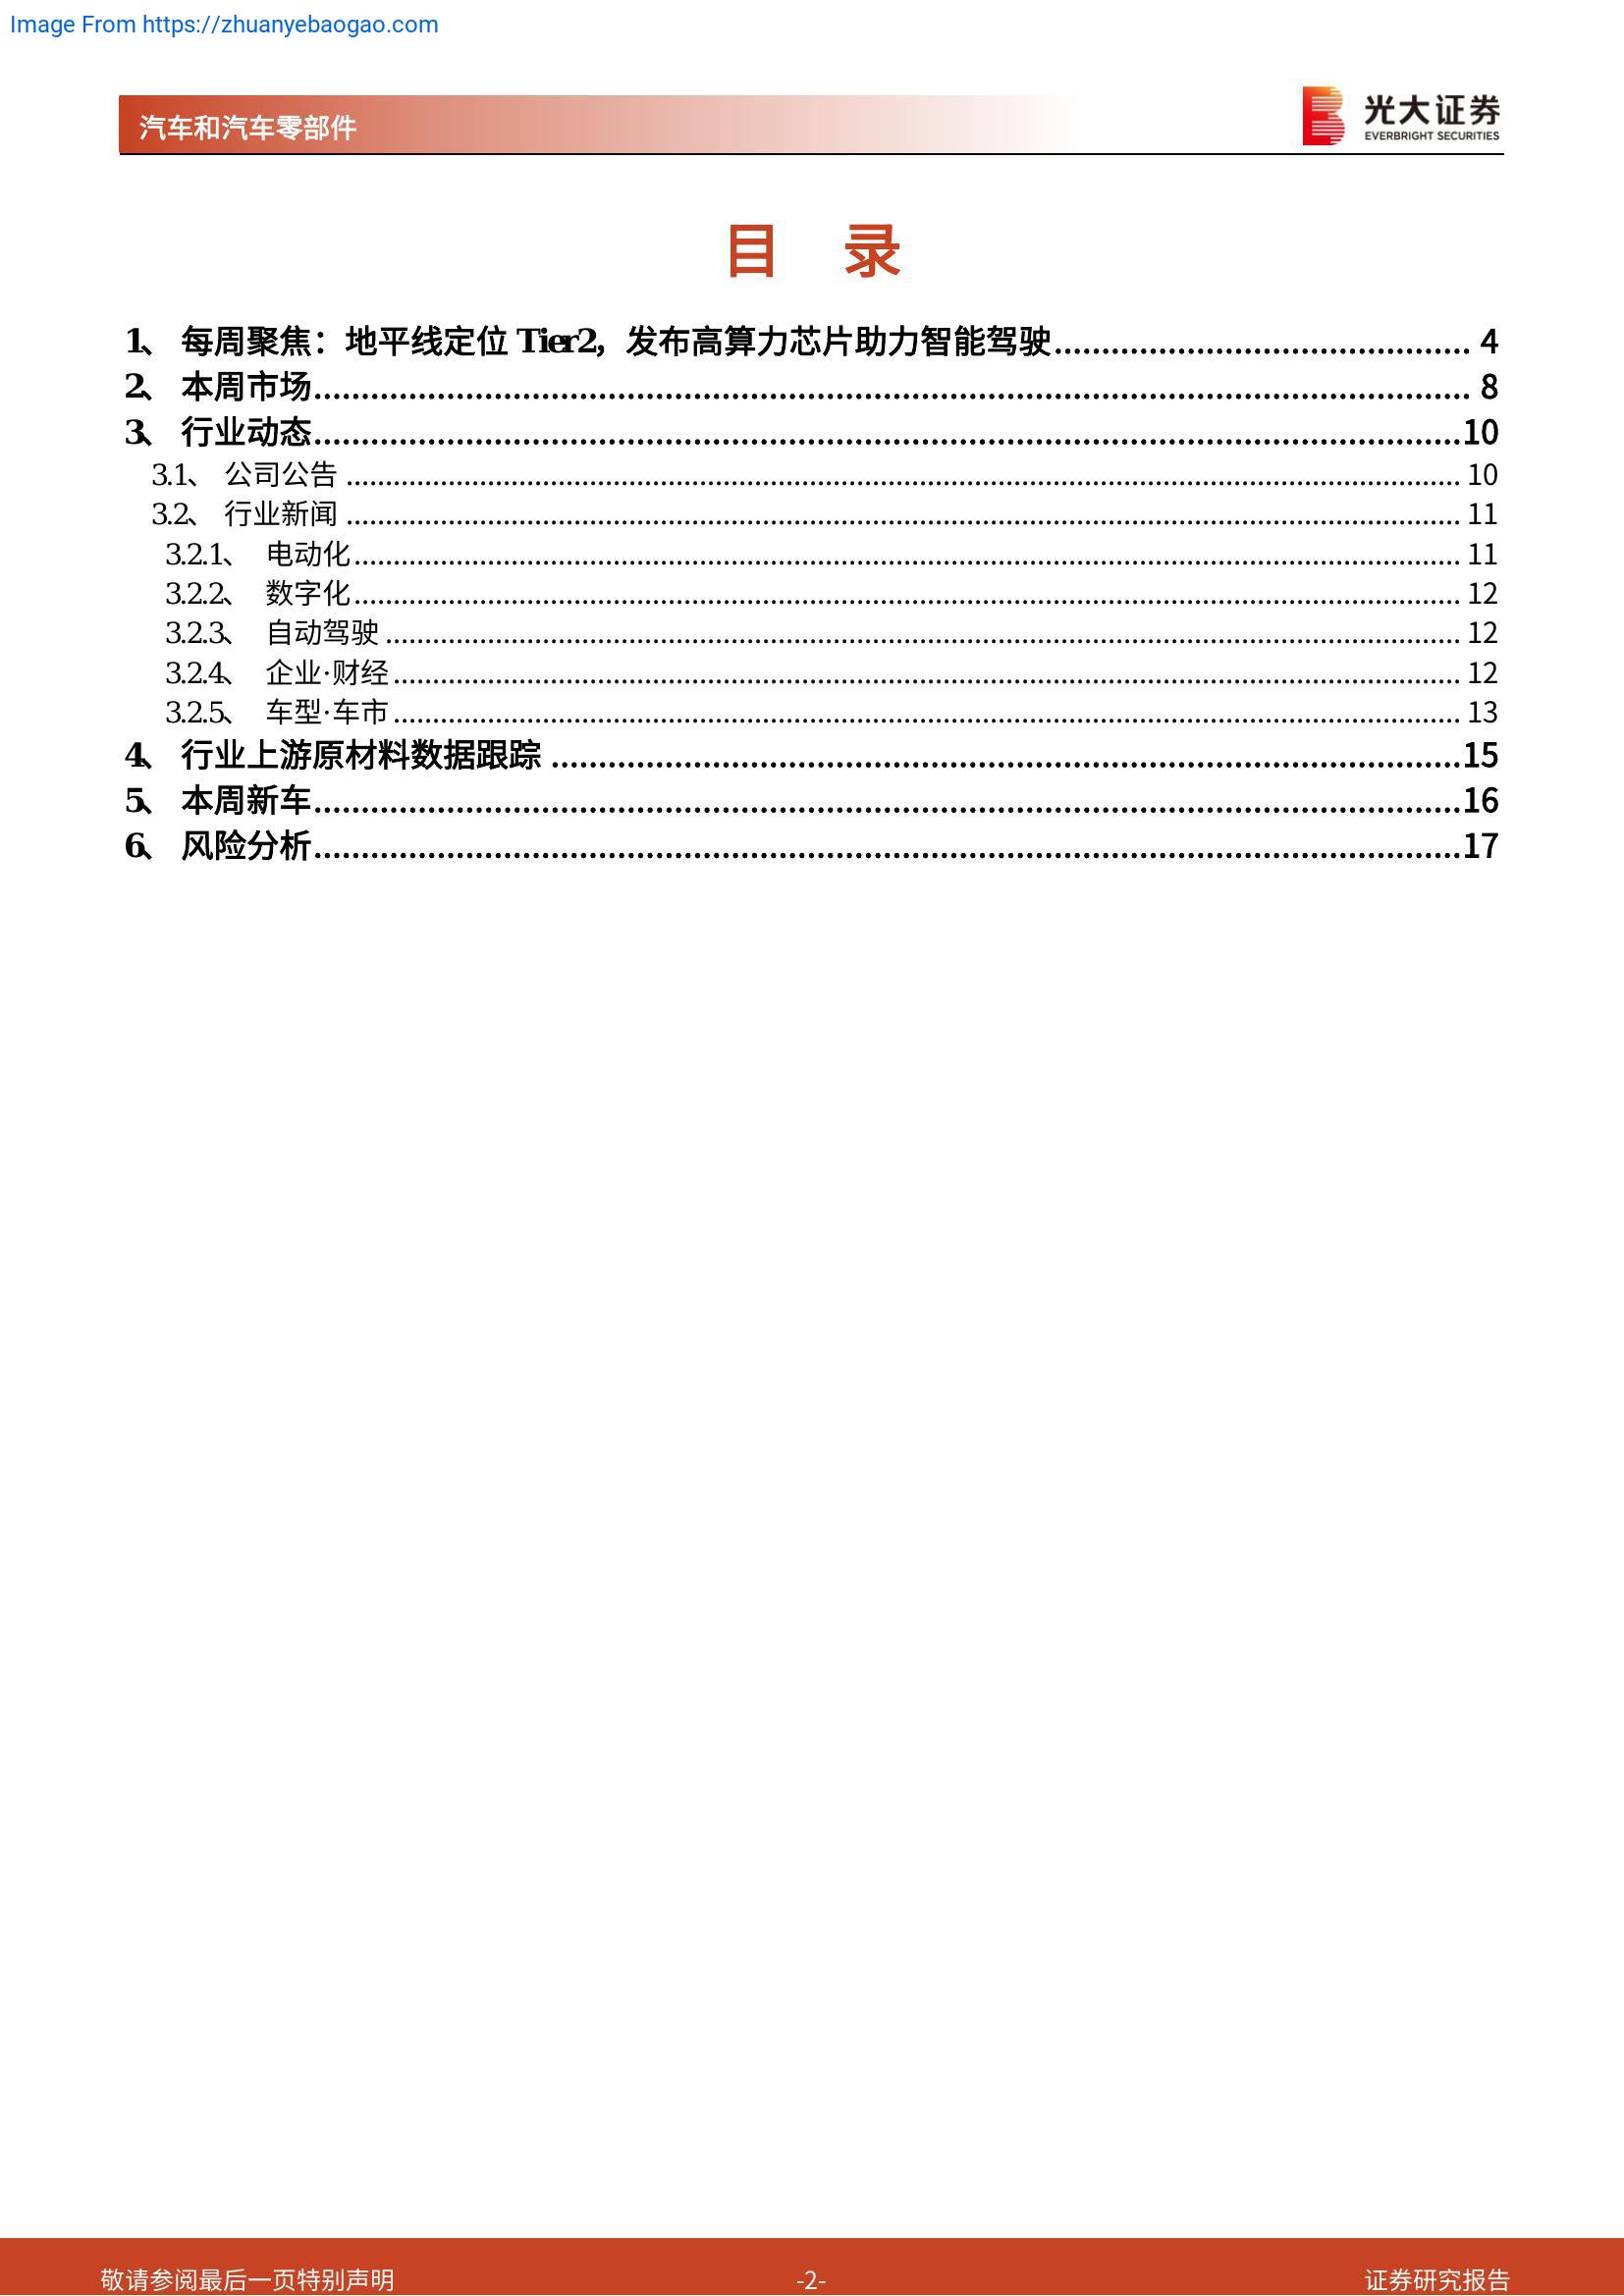 Image From https://zhuanyebaogao.com
汽车和汽车零部件
光大证券
EVERBRIGHT SECURITIES
目 录
1、 每周聚焦：地平线定位 Tier2，发布高算力芯片助力智能驾驶 4
2、 本周市场 8
3、 行业动态 10
3.1、 公司公告 10
3.2、 行业新闻 11
3.2.1、 电动化 11
3.2.2、 数字化 12
3.2.3、 自动驾驶 12
3.2.4、 企业·财经 12
3.2.5、 车型·车市 13
4、 行业上游原材料数据跟踪 15
5、 本周新车 16
6、 风险分析 17
敬请参阅最后一页特别声明 -2- 证券研究报告